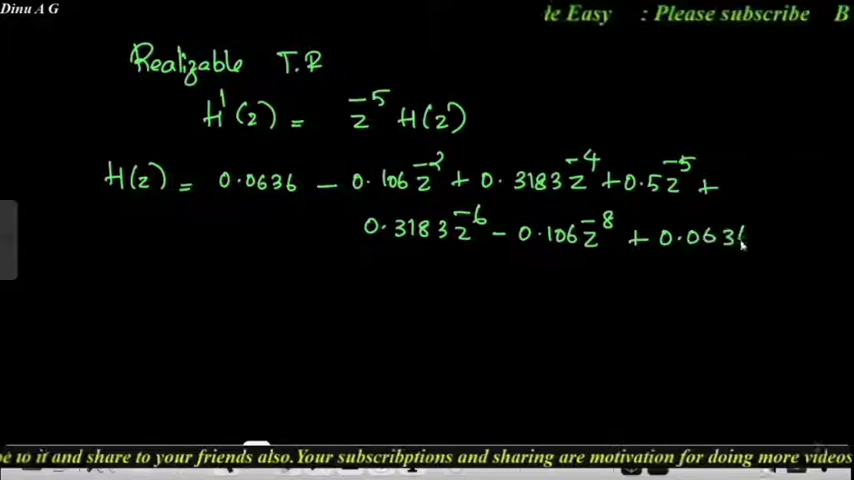 Dinu A G
le Easy : Please subscribe B
Realizable T.R
H'(z) = z^-5 H(z)
H(z) = 0.0636 - 0.106 z^-2 + 0.3183 z^-4 + 0.5 z^-5 +
0.3183 z^-6 - 0.106 z^-8 + 0.063
e to it and share to your friends also.Your subscribptions and sharing are motivation for doing more videos